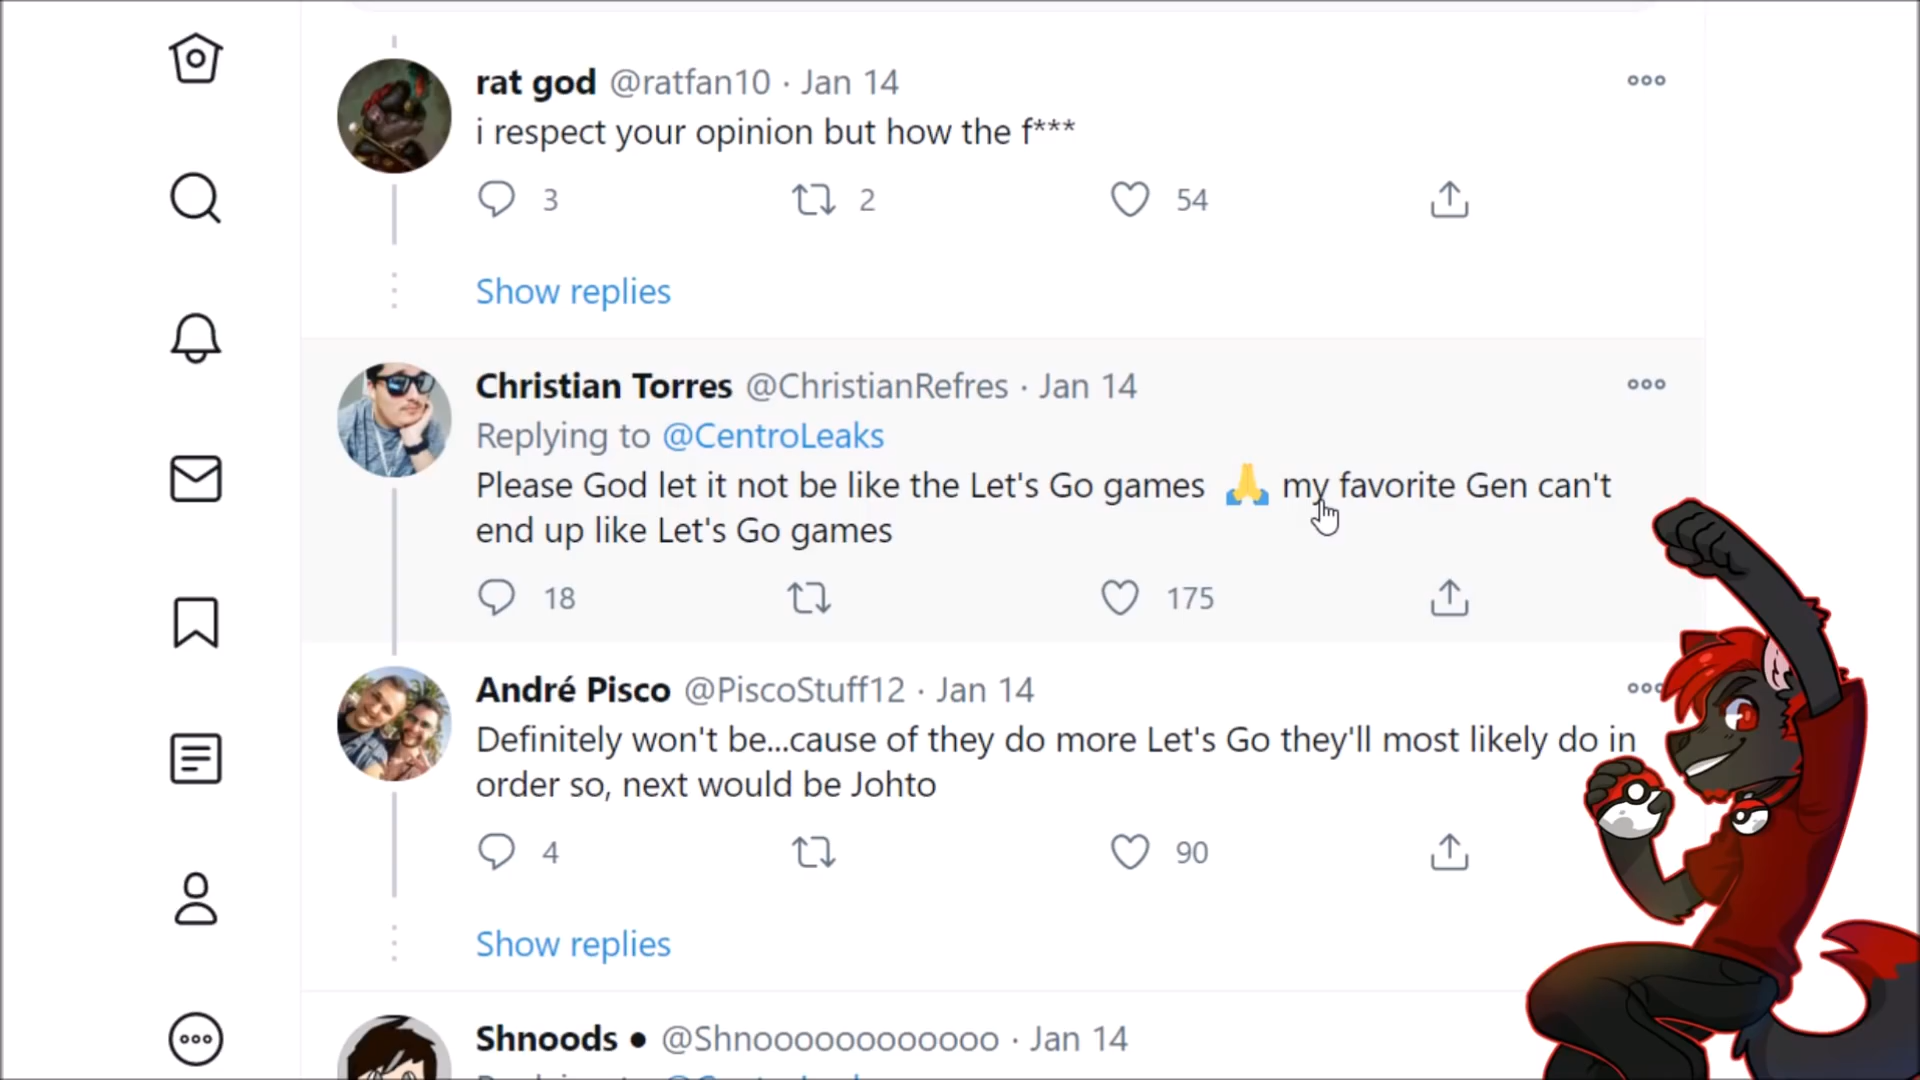 rat god @ratfan10 · Jan 14
i respect your opinion but how the f***
3 2 54
Show replies
Christian Torres @ChristianRefres · Jan 14
Replying to @CentroLeaks
Please God let it not be like the Let's Go games 🙏 my favorite Gen can't
end up like Let's Go games
18 175
André Pisco @PiscoStuff12 · Jan 14
Definitely won't be...cause of they do more Let's Go they'll most likely do in
order so, next would be Johto
4 90
Show replies
Shnoods ● @Shnoooooooooooo · Jan 14